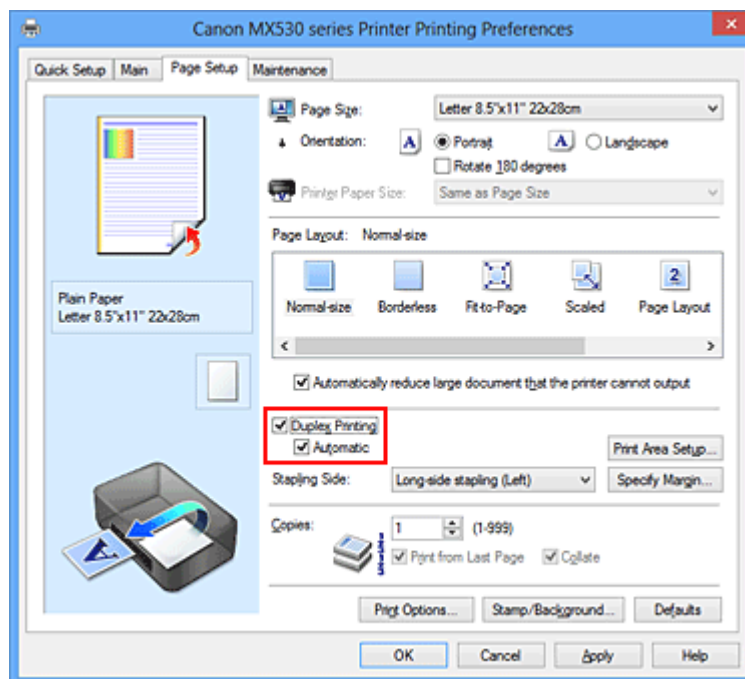 Canon MX530 series Printer Printing Preferences
Quick Setup Main Page Setup Maintenance
Page Size: Letter 8.5"x11" 22x28cm
Orientation: A Portrait A Landscape
Rotate 180 degrees
Printer Paper Size: Same as Page Size
Page Layout: Normal-size
2
Normal-size Borderless Fit-to-Page Scaled Page Layout
Plain Paper
Letter 8.5"x11" 22x28cm
Automatically reduce large document that the printer cannot output
Duplex Printing
Automatic
Print Area Setup...
Stapling Side: Long-side stapling (Left) Specify Margin...
Copies: 1 (1-999)
Print from Last Page Collate
A
Print Options... Stamp/Background... Defaults
OK Cancel Apply Help